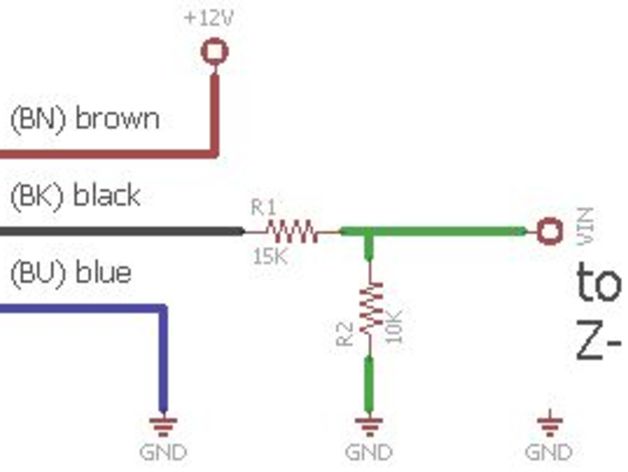 +12V
(BN) brown
(BK) black
R1
15K
VIN
(BU) blue
to
Z-
R2
10K
GND
GND
GND